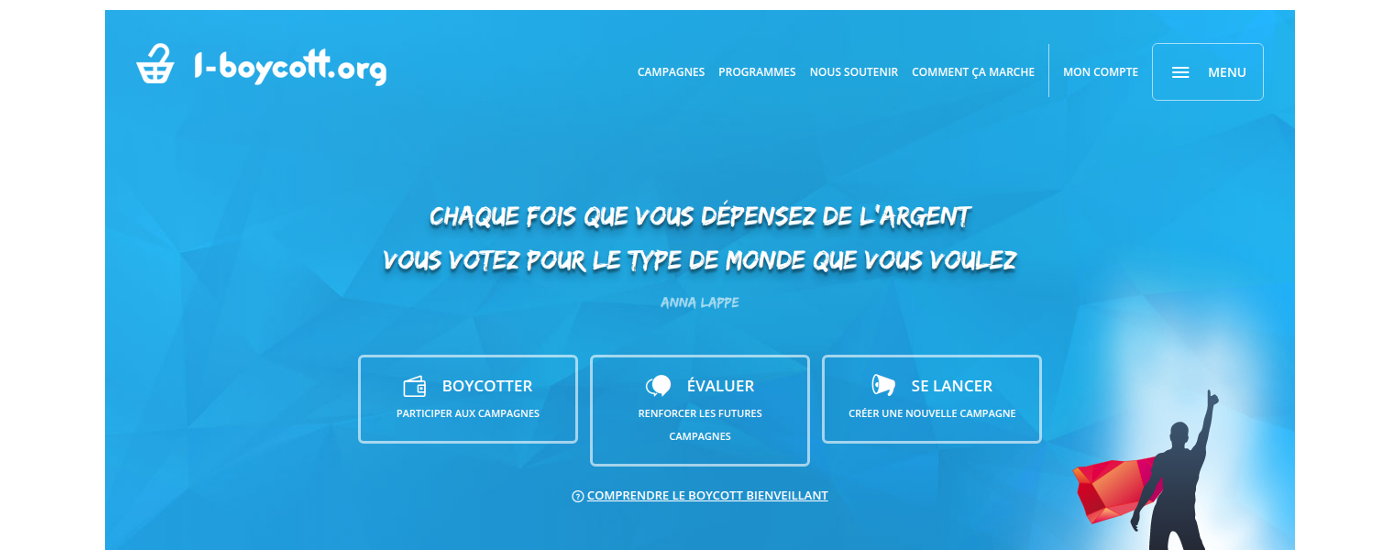 I-boycott.org
CAMPAGNES PROGRAMMES NOUS SOUTENIR COMMENT ÇA MARCHE MON COMPTE MENU
CHAQUE FOIS QUE VOUS DÉPENSEZ DE L'ARGENT
VOUS VOTEZ POUR LE TYPE DE MONDE QUE VOUS VOULEZ
ANNA LAPPE
BOYCOTTER
PARTICIPER AUX CAMPAGNES
ÉVALUER
RENFORCER LES FUTURES
CAMPAGNES
SE LANCER
CRÉER UNE NOUVELLE CAMPAGNE
COMPRENDRE LE BOYCOTT BIENVEILLANT